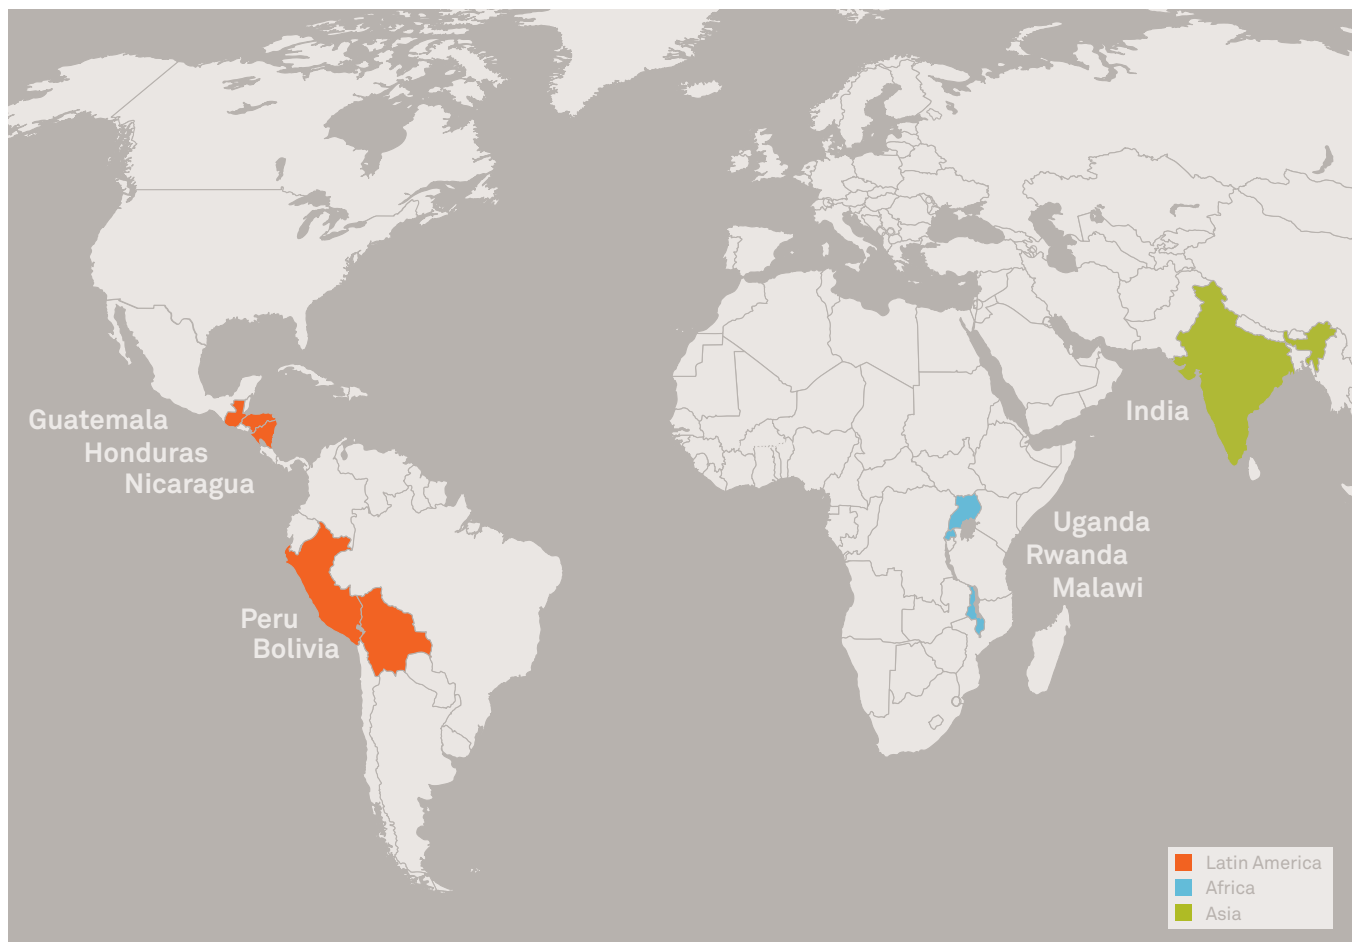 Guatemala
Honduras
Nicaragua
Peru
Bolivia
India
Uganda
Rwanda
Malawi
Latin America
Africa
Asia